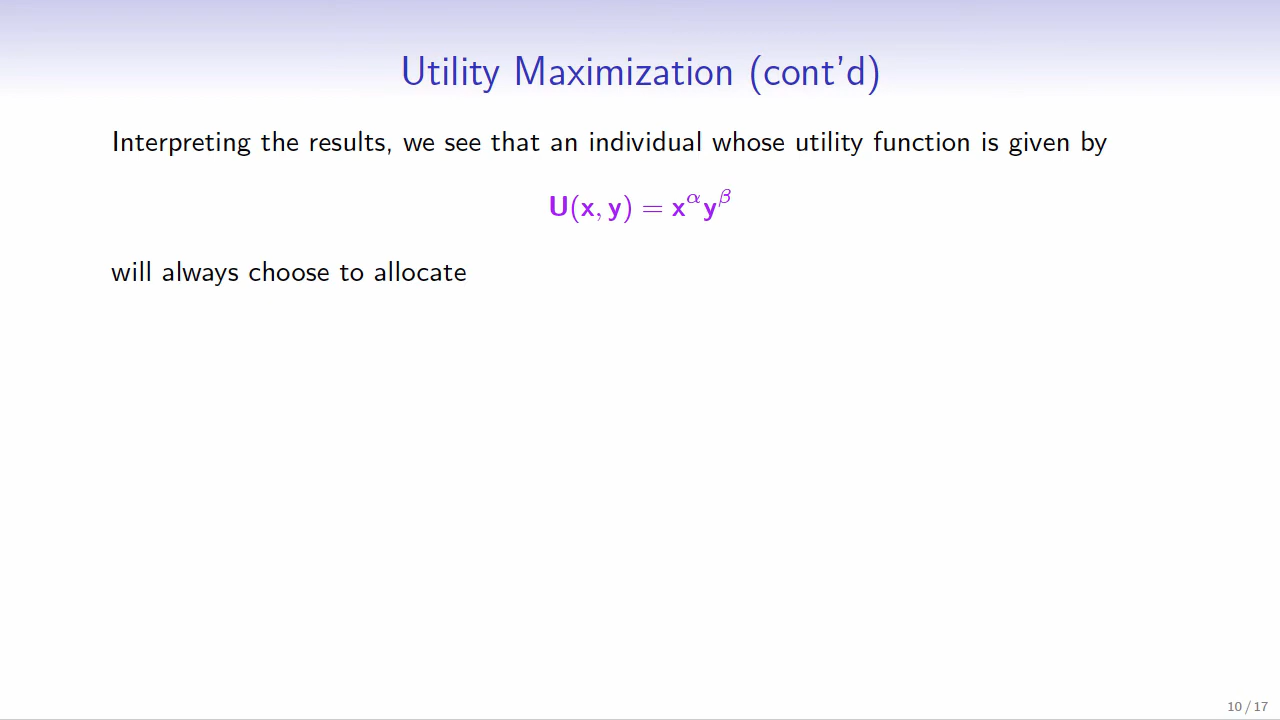 Utility Maximization (cont'd)
Interpreting the results, we see that an individual whose utility function is given by
U(x, y) = x^α y^β
will always choose to allocate
10 / 17